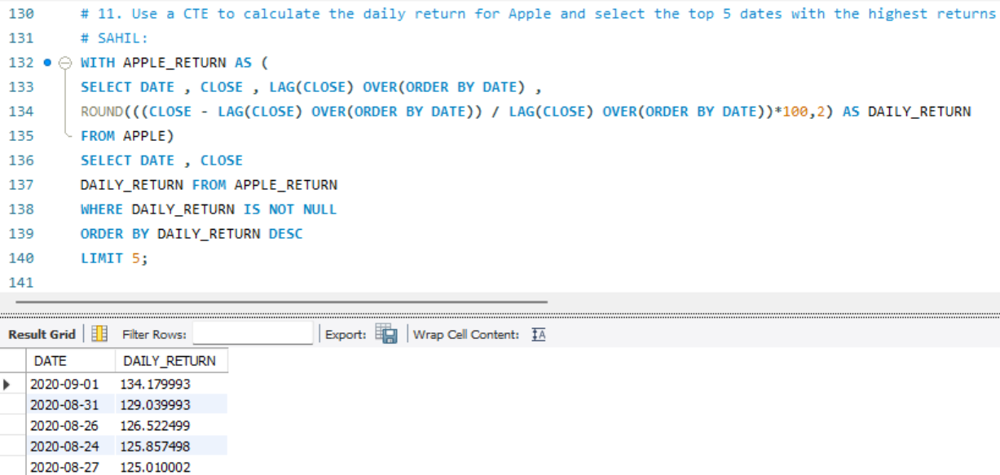 130 # 11. Use a CTE to calculate the daily return for Apple and select the top 5 dates with the highest returns
131 # SAHIL:
132 WITH APPLE_RETURN AS (
133 SELECT DATE , CLOSE , LAG(CLOSE) OVER(ORDER BY DATE) ,
134 ROUND(((CLOSE - LAG(CLOSE) OVER(ORDER BY DATE)) / LAG(CLOSE) OVER(ORDER BY DATE))*100,2) AS DAILY_RETURN
135 FROM APPLE)
136 SELECT DATE , CLOSE
137 DAILY_RETURN FROM APPLE_RETURN
138 WHERE DAILY_RETURN IS NOT NULL
139 ORDER BY DAILY_RETURN DESC
140 LIMIT 5;
141
Result Grid Filter Rows: Export: Wrap Cell Content: IA
DATE DAILY_RETURN
2020-09-01 134.179993
2020-08-31 129.039993
2020-08-26 126.522499
2020-08-24 125.857498
2020-08-27 125.010002